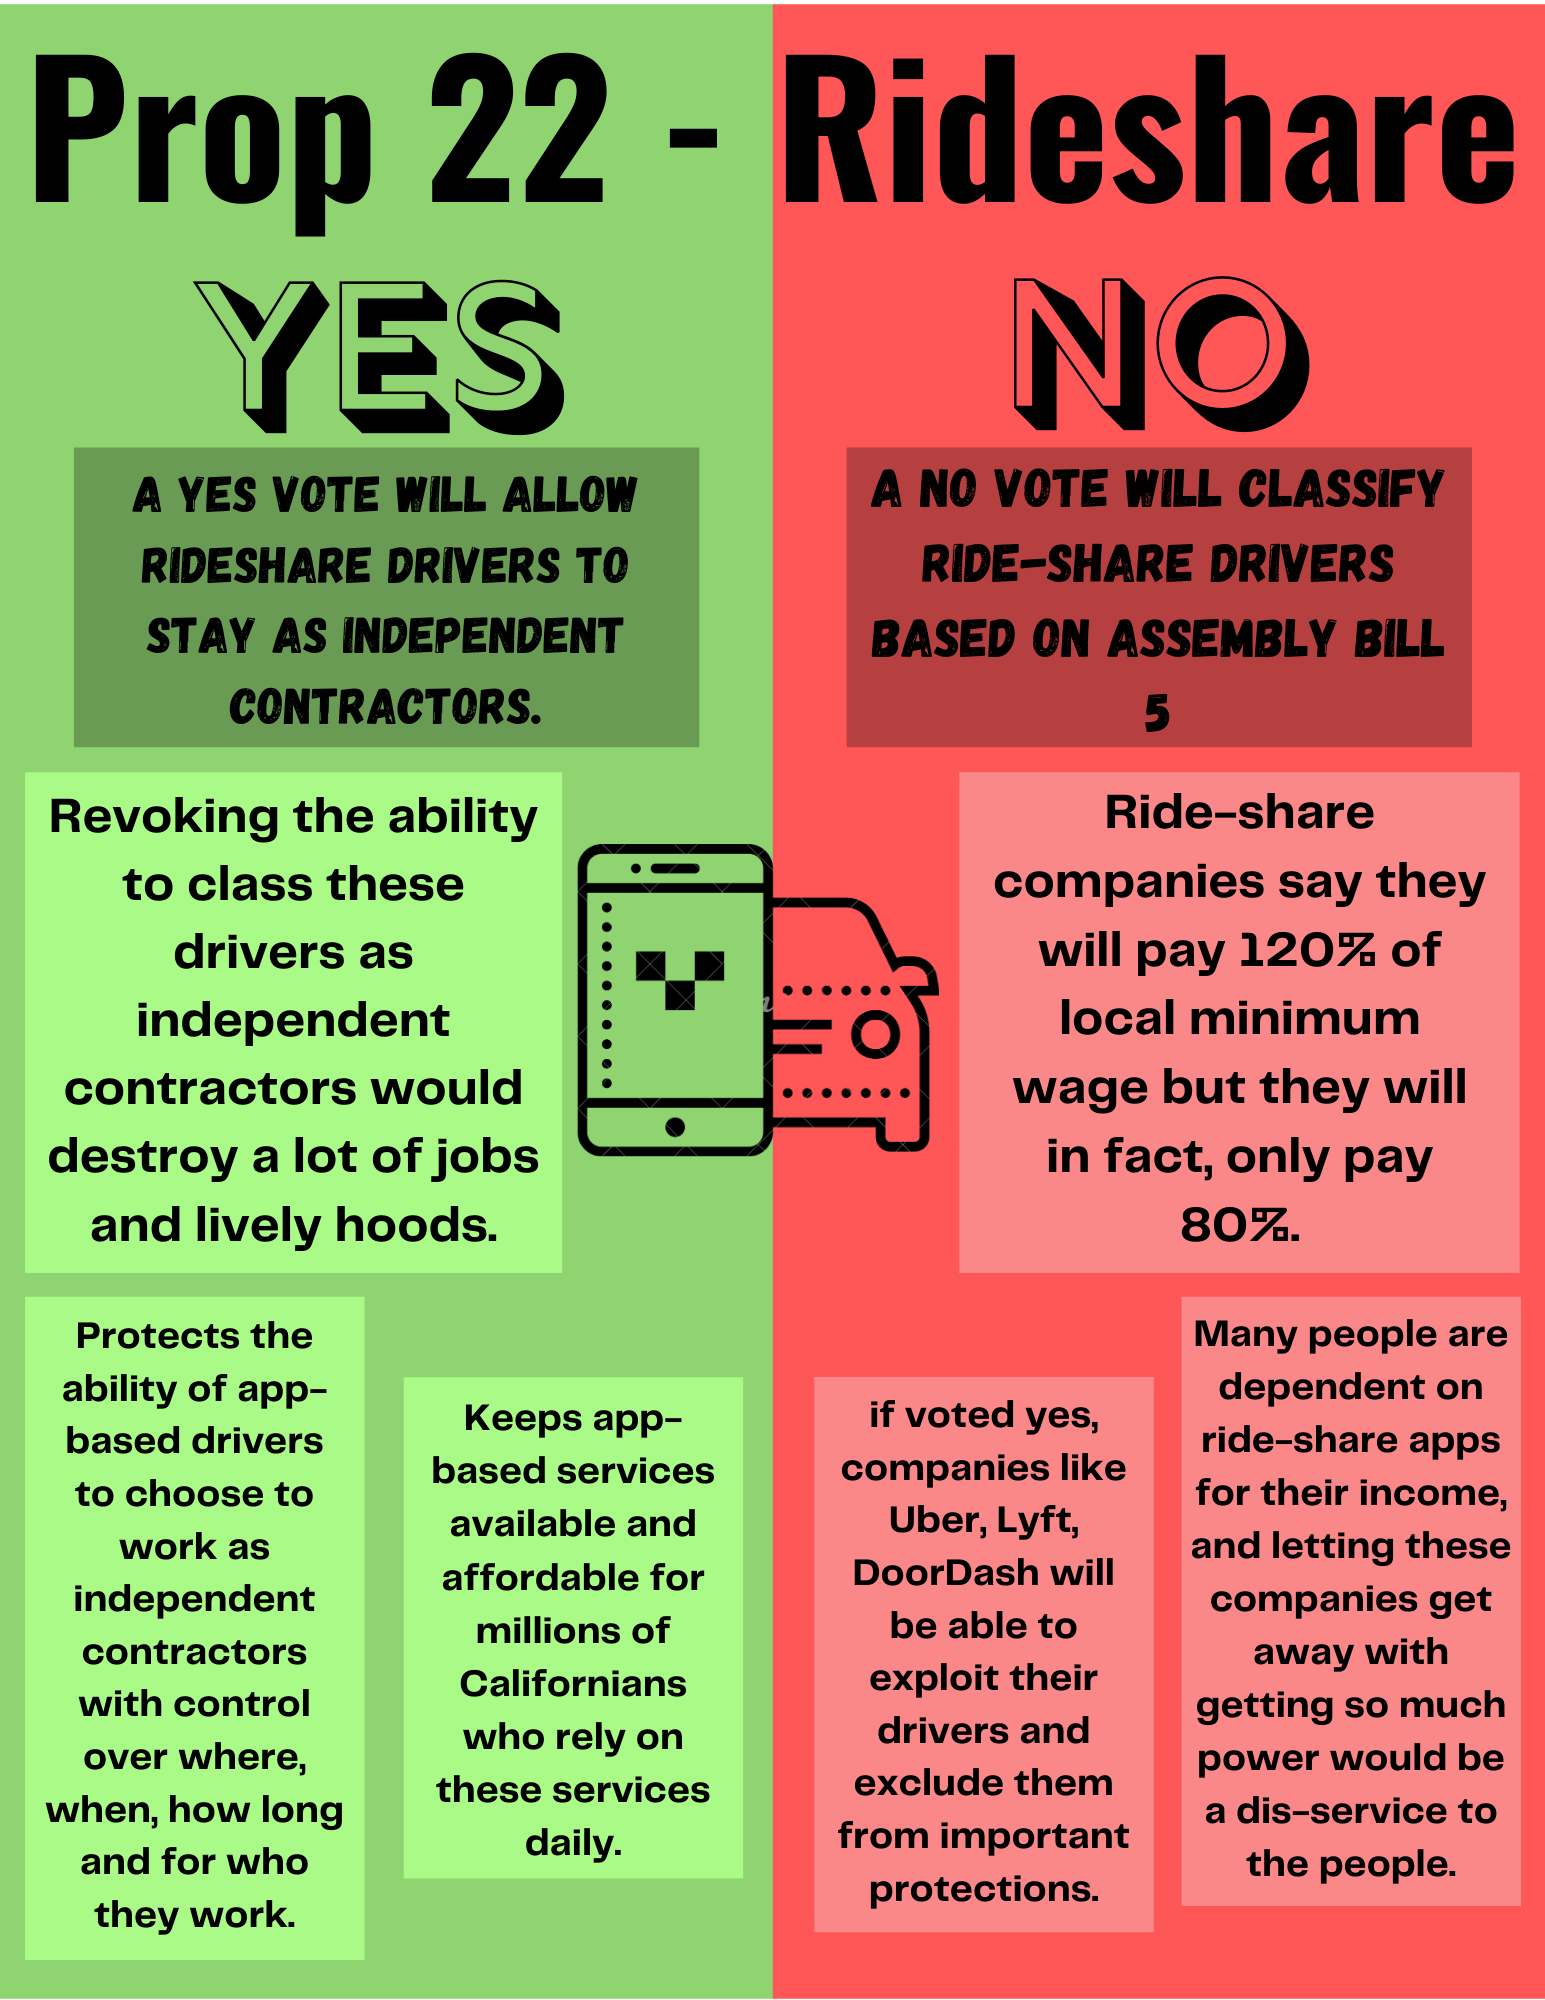 Prop 22 - Rideshare
YES
A YES VOTE WILL ALLOW
RIDESHARE DRIVERS TO
STAY AS INDEPENDENT
CONTRACTORS.
Revoking the ability
to class these
drivers as
independent
contractors would
destroy a lot of jobs
and lively hoods.
Protects the
ability of app-
based drivers
to choose to
work as
independent
contractors
with control
over where,
when, how long
and for who
they work.
Keeps app-
based services
available and
affordable for
millions of
Californians
who rely on
these services
daily.
NO
A NO VOTE WILL CLASSIFY
RIDE-SHARE DRIVERS
BASED ON ASSEMBLY BILL
5
Ride-share
companies say they
will pay 120% of
local minimum
wage but they will
in fact, only pay
80%.
if voted yes,
companies like
Uber, Lyft,
DoorDash will
be able to
exploit their
drivers and
exclude them
from important
protections.
Many people are
dependent on
ride-share apps
for their income,
and letting these
companies get
away with
getting so much
power would be
a dis-service to
the people.